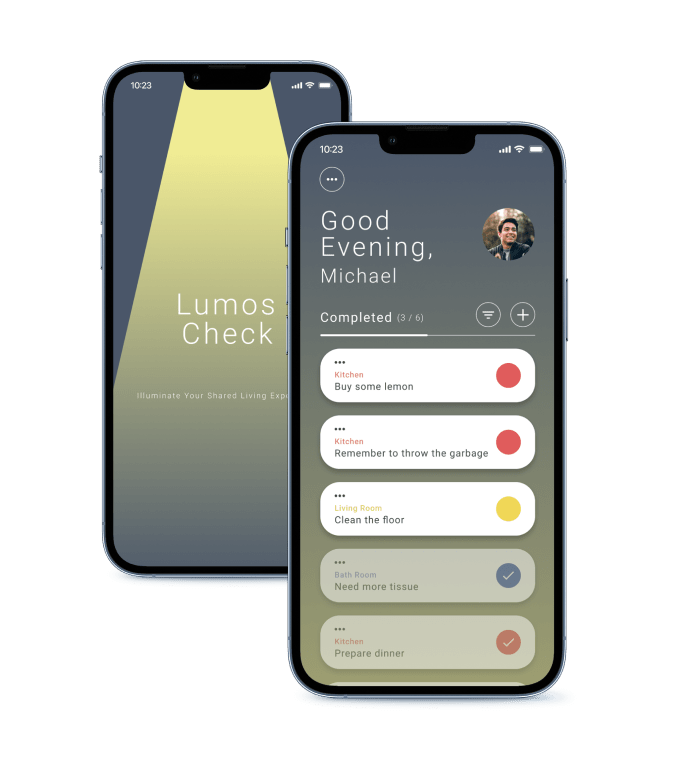 10:23
Lumos
Check
Illuminate Your Shared Living
10:23
Good
Evening,
Michael
Completed (3 / 6)
Kitchen
Buy some lemon
Kitchen
Remember to throw the garbage
Living Room
Clean the floor
Bath Room
Need more tissue
Kitchen
Prepare dinner